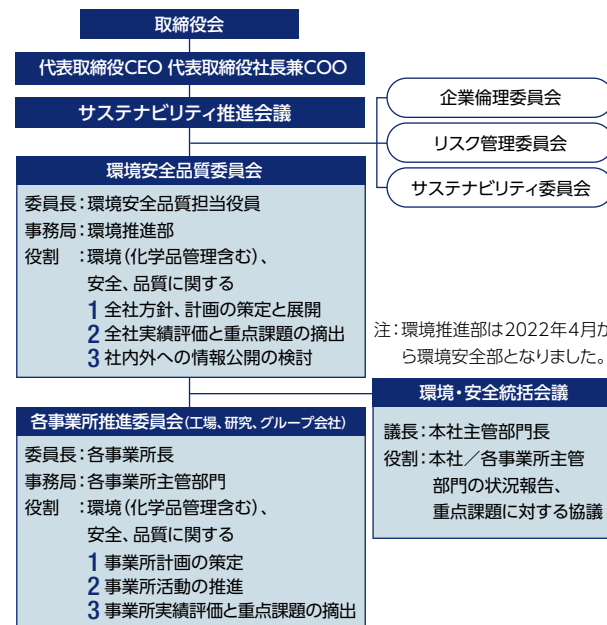 取締役会
代表取締役CEO 代表取締役社長兼COO
サステナビリティ推進会議
企業倫理委員会
リスク管理委員会
サステナビリティ委員会
環境安全品質委員会
委員長：環境安全品質担当役員
事務局：環境推進部
役割　：環境（化学品管理含む）、
安全、品質に関する
1 全社方針、計画の策定と展開
2 全社実績評価と重点課題の摘出
3 社内外への情報公開の検討
注：環境推進部は2022年4月か
ら環境安全部となりました。
環境・安全統括会議
議長：本社主管部門長
役割：本社／各事業所主管
部門の状況報告、
重点課題に対する協議
各事業所推進委員会（工場、研究、グループ会社）
委員長：各事業所長
事務局：各事業所主管部門
役割　：環境（化学品管理含む）、
安全、品質に関する
1 事業所計画の策定
2 事業所活動の推進
3 事業所実績評価と重点課題の摘出